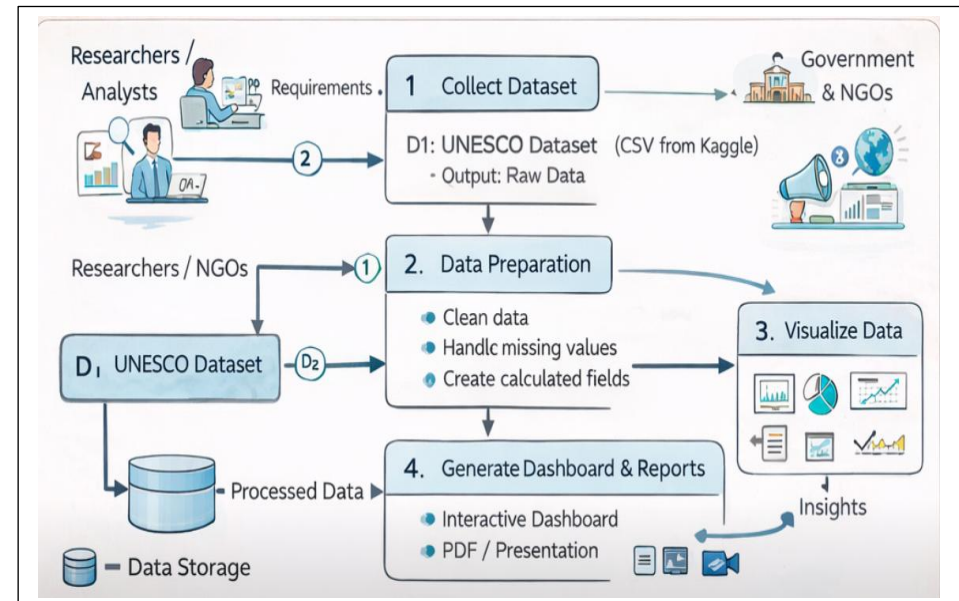 Researchers /
Analysts
Requirements
1 Collect Dataset
Government
& NGOs
2
D1: UNESCO Dataset (CSV from Kaggle)
- Output: Raw Data
Researchers / NGOs
1
2. Data Preparation
Clean data
Handlc missing values
Create calculated fields
D1 UNESCO Dataset
D2
3. Visualize Data
4. Generate Dashboard & Reports
Processed Data
Interactive Dashboard
PDF / Presentation
Insights
Data Storage